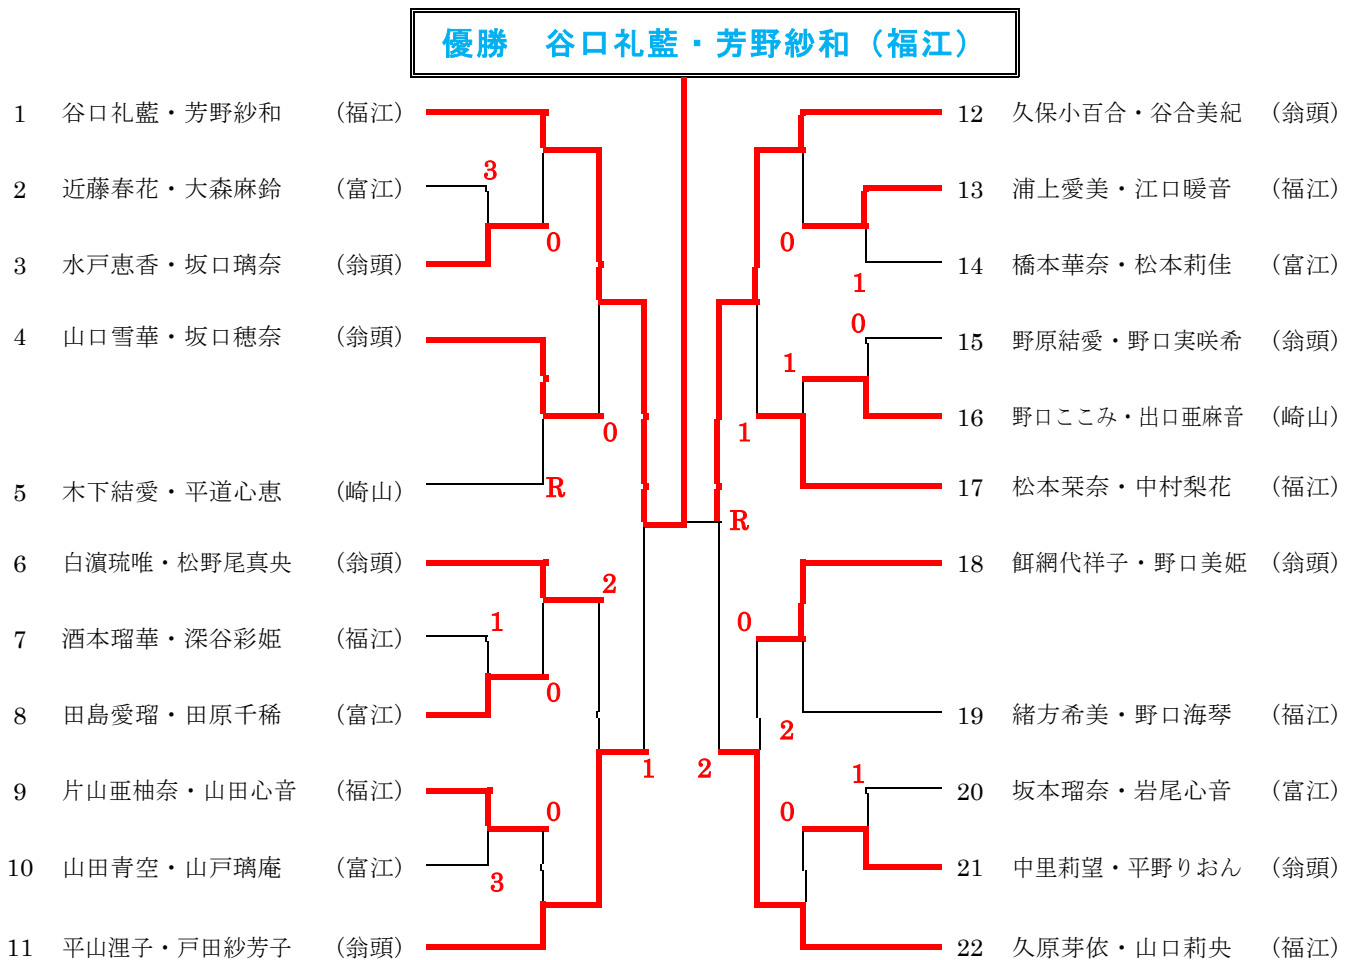 優勝　谷口礼藍・芳野紗和（福江）
1 谷口礼藍・芳野紗和 （福江）
3
2 近藤春花・大森麻鈴 （富江）
0
3 水戸恵香・坂口璃奈 （翁頭）
4 山口雪華・坂口穂奈 （翁頭）
0
5 木下結愛・平道心恵 （崎山）
R
6 白濵琉唯・松野尾真央 （翁頭）
2
1
7 酒本瑠華・深谷彩姫 （福江）
0
8 田島愛瑠・田原千稀 （富江）
1
9 片山亜柚奈・山田心音 （福江）
0
10 山田青空・山戸璃庵 （富江）
3
11 平山浬子・戸田紗芳子 （翁頭）
12 久保小百合・谷合美紀 （翁頭）
13 浦上愛美・江口暖音 （福江）
0
14 橋本華奈・松本莉佳 （富江）
1
0
15 野原結愛・野口実咲希 （翁頭）
1
16 野口ここみ・出口亜麻音 （崎山）
1
17 松本栞奈・中村梨花 （福江）
R
18 餌網代祥子・野口美姫 （翁頭）
0
19 緒方希美・野口海琴 （福江）
2
2
1
20 坂本瑠奈・岩尾心音 （富江）
0
21 中里莉望・平野りおん （翁頭）
22 久原芽依・山口莉央 （福江）